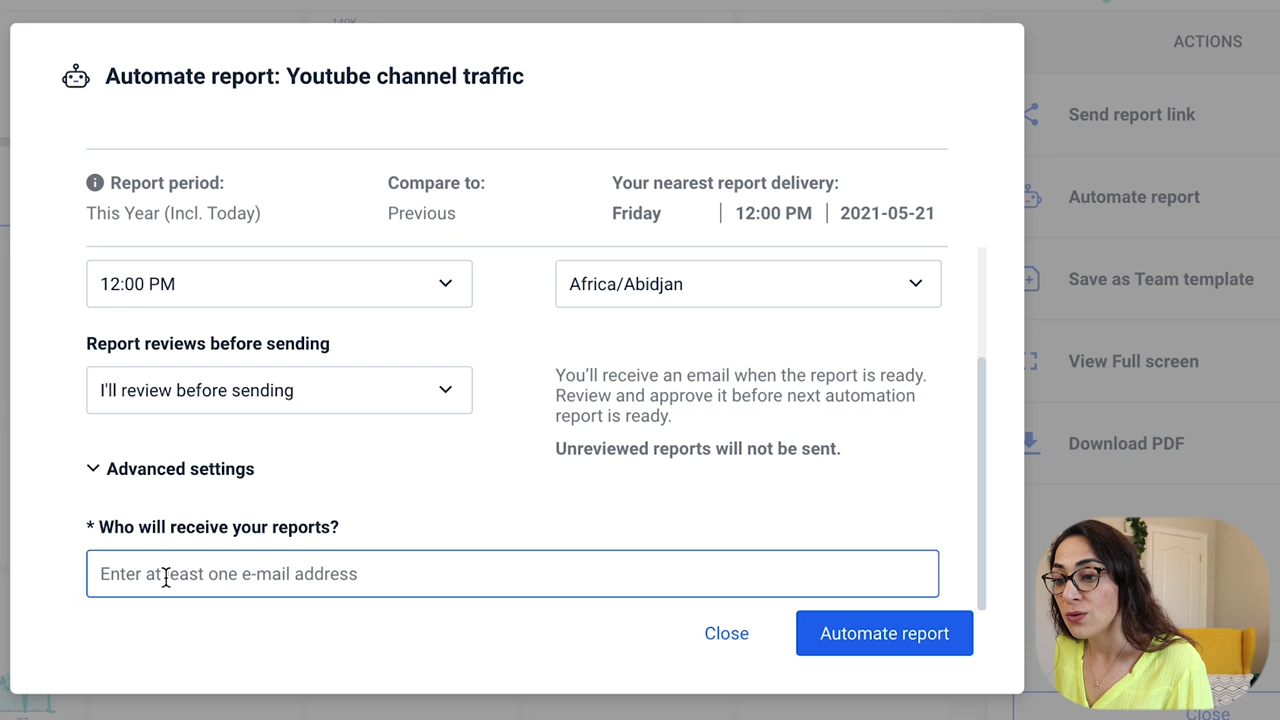 140K
ACTIONS
Automate report: Youtube channel traffic
Send report link
Report period:
Compare to:
Your nearest report delivery:
This Year (Incl. Today)
Previous
Friday | 12:00 PM | 2021-05-21
Automate report
12:00 PM
Africa/Abidjan
Save as Team template
Report reviews before sending
I'll review before sending
You'll receive an email when the report is ready.
Review and approve it before next automation
report is ready.
Unreviewed reports will not be sent.
View Full screen
Download PDF
Advanced settings
* Who will receive your reports?
Enter at least one e-mail address
Close
Automate report
Close